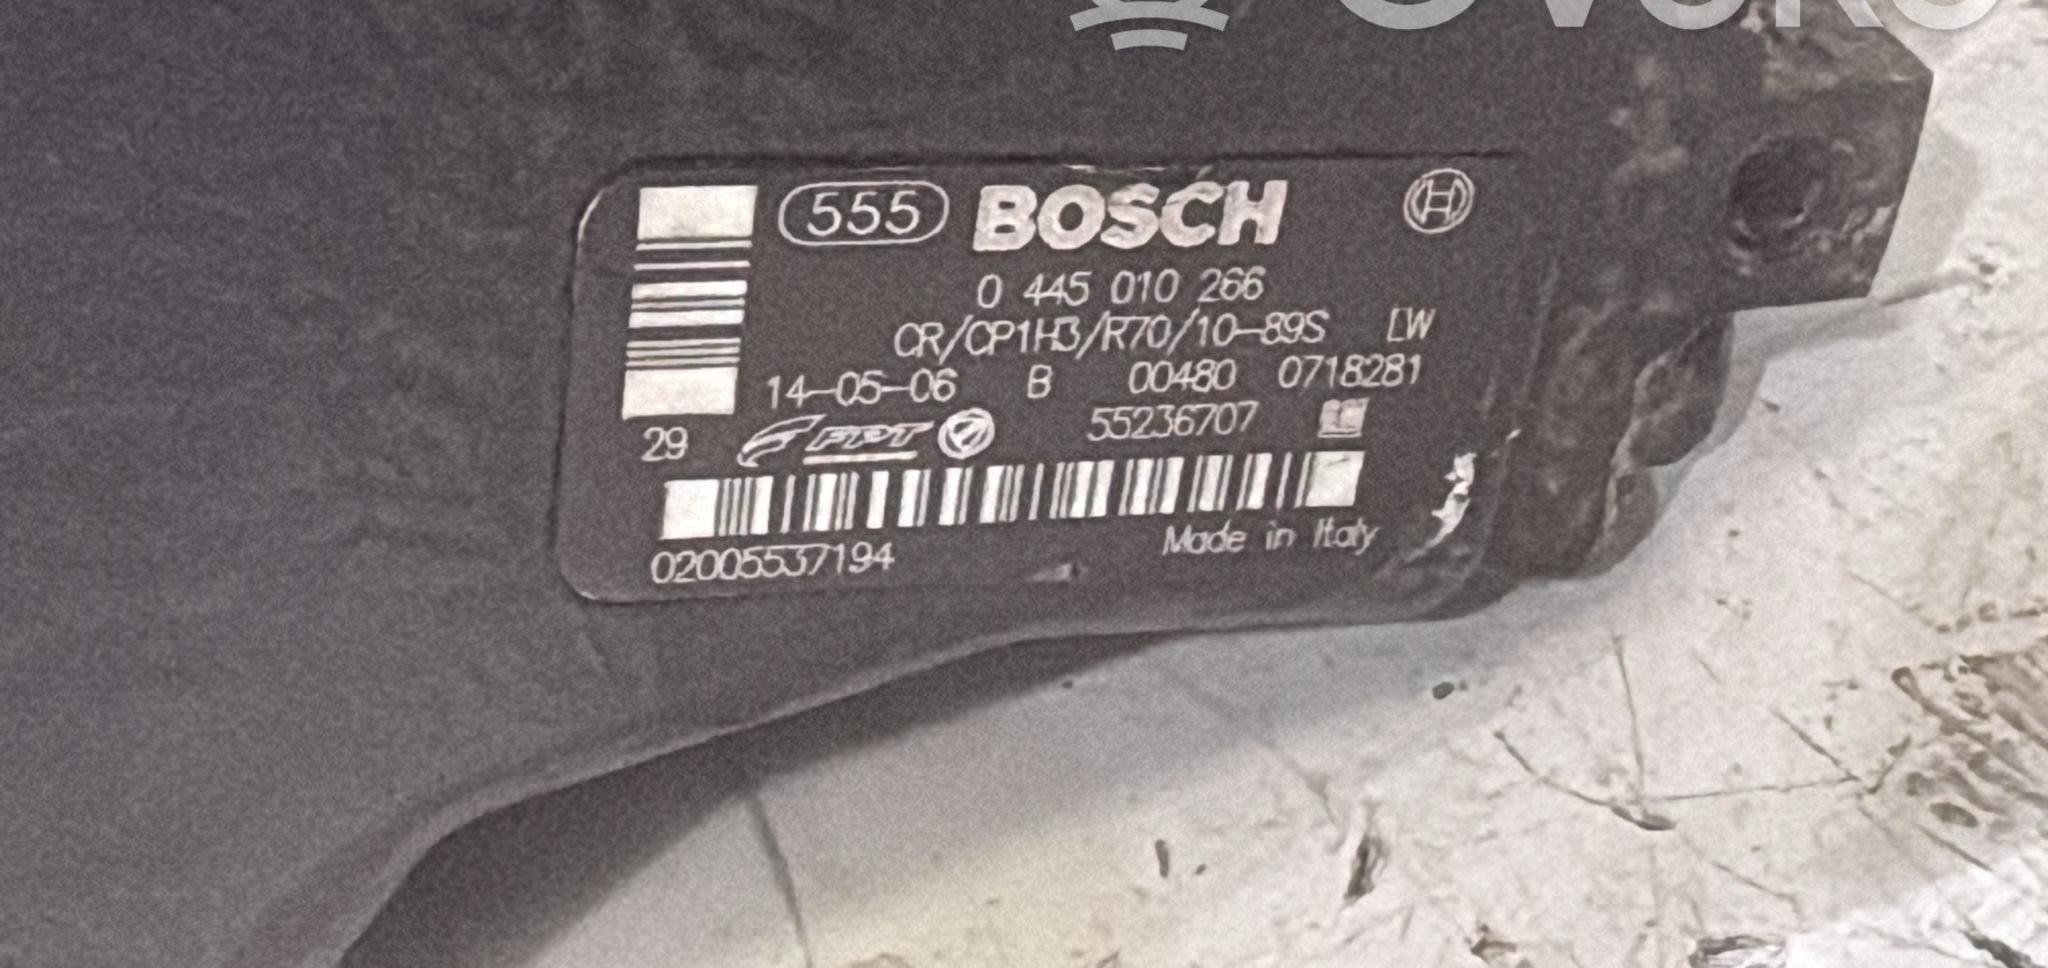 555 BOSCH
0 445 010 266
CR/CP1H3/R70/10-89S LW
14-05-06 B 00480 0718281
29 FPT 55236707
02005537194
Made in Italy